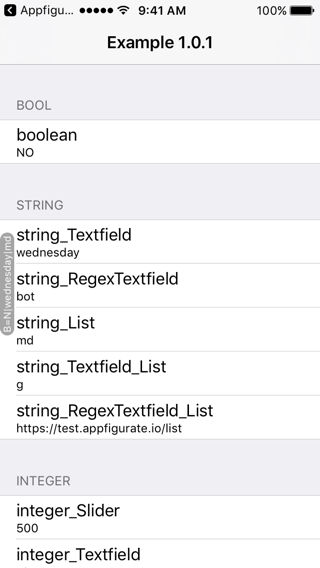 Appfigu... 9:41 AM 100%
Example 1.0.1
BOOL
boolean
NO
STRING
string_Textfield
wednesday
string_RegexTextfield
bot
string_List
md
string_Textfield_List
g
string_RegexTextfield_List
https://test.appfigurate.io/list
B=N|wednesday|md
INTEGER
integer_Slider
500
integer_Textfield